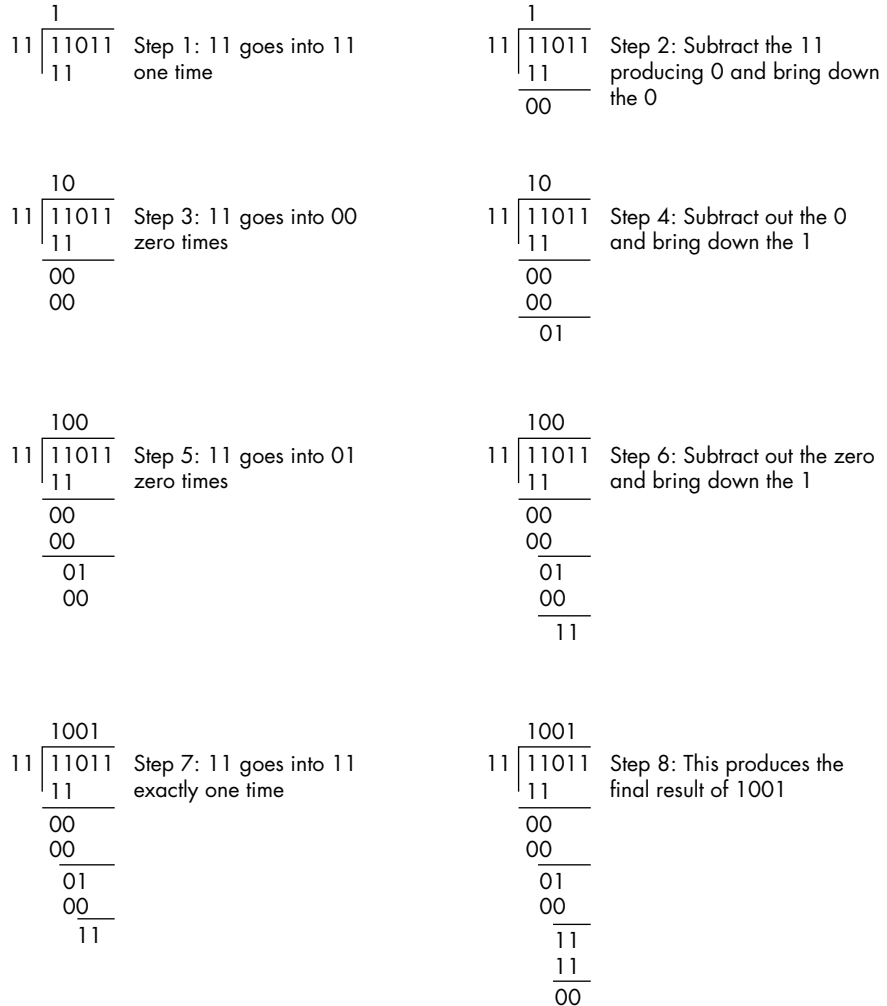 1
11 11011 Step 1: 11 goes into 11
11 one time
1
11 11011 Step 2: Subtract the 11
11 producing 0 and bring down
00 the 0
10
11 11011 Step 3: 11 goes into 00
11 zero times
00
00
10
11 11011 Step 4: Subtract out the 0
11 and bring down the 1
00
00
01
100
11 11011 Step 5: 11 goes into 01
11 zero times
00
00
01
00
100
11 11011 Step 6: Subtract out the zero
11 and bring down the 1
00
00
01
00
11
1001
11 11011 Step 7: 11 goes into 11
11 exactly one time
00
00
01
00
11
1001
11 11011 Step 8: This produces the
11 final result of 1001
00
00
01
00
11
11
00